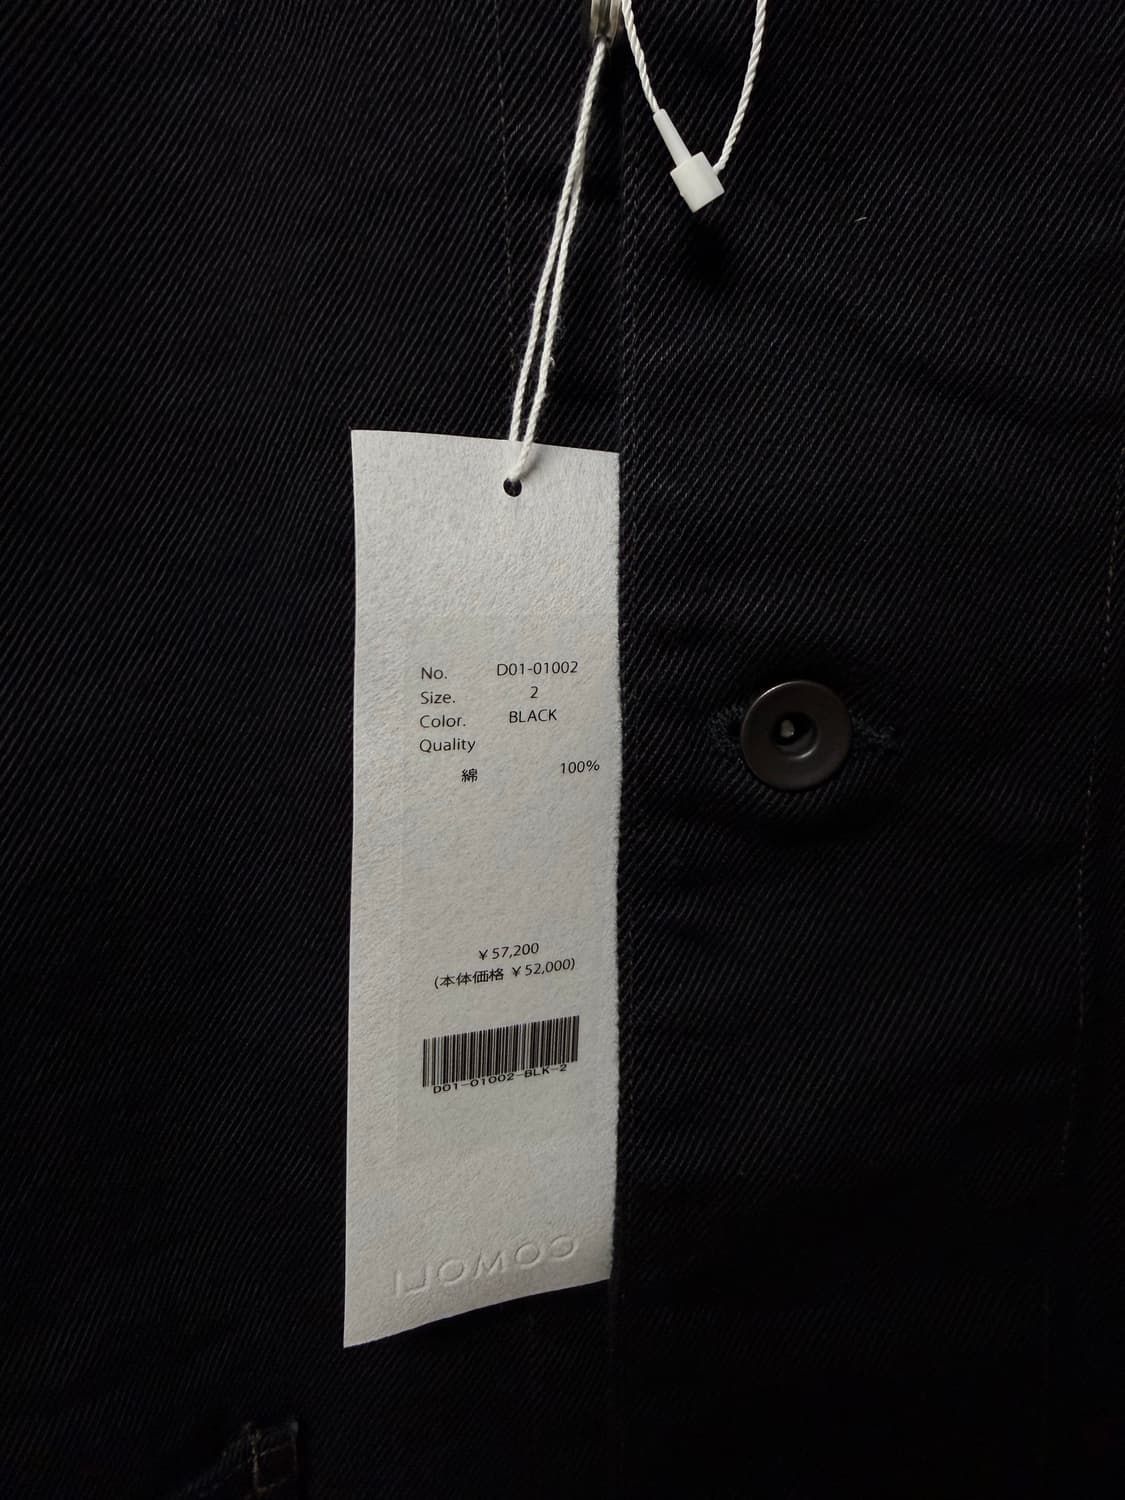 No. D01-01002
Size. 2
Color. BLACK
Quality
綿 100%
¥57,200
(本体価格 ¥52,000)
D01-01002-BLK-2
COMOLI